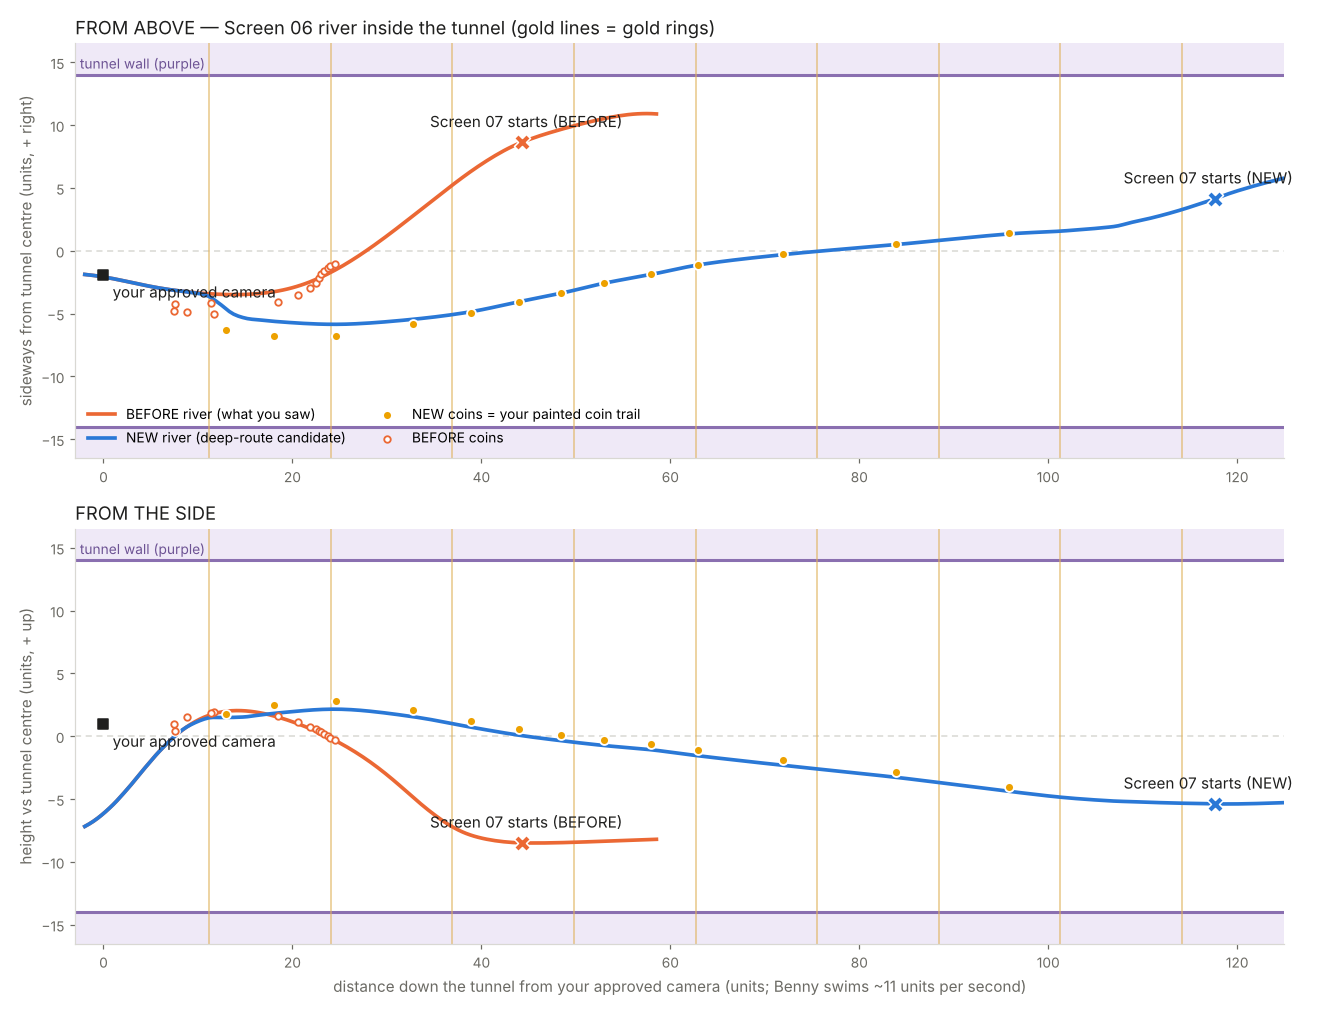 FROM ABOVE — Screen 06 river inside the tunnel (gold lines = gold rings)
tunnel wall (purple)
sideways from tunnel centre (units, + right)
15
10
5
0
−5
−10
−15
Screen 07 starts (BEFORE)
Screen 07 starts (NEW)
your approved camera
BEFORE river (what you saw)
NEW river (deep-route candidate)
NEW coins = your painted coin trail
BEFORE coins
0 20 40 60 80 100 120
FROM THE SIDE
tunnel wall (purple)
height vs tunnel centre (units, + up)
15
10
5
0
−5
−10
−15
your approved camera
Screen 07 starts (NEW)
Screen 07 starts (BEFORE)
0 20 40 60 80 100 120
distance down the tunnel from your approved camera (units; Benny swims ~11 units per second)